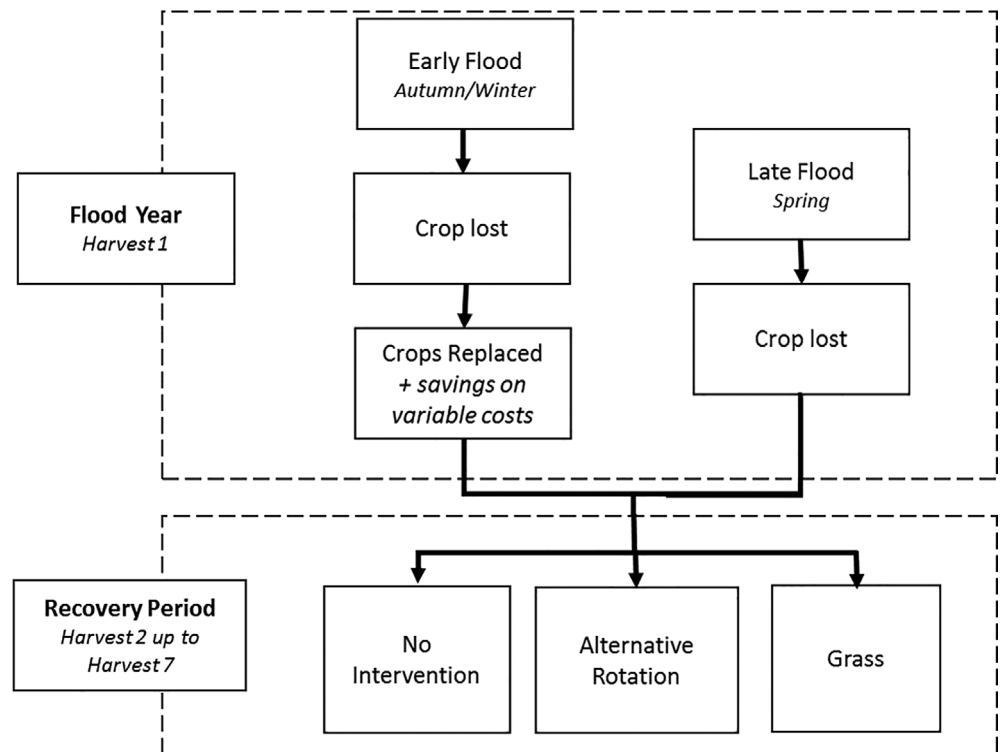 Early Flood
Autumn/Winter
Late Flood
Spring
Flood Year
Harvest 1
Crop lost
Crop lost
Crops Replaced
+ savings on
variable costs
Recovery Period
Harvest 2 up to
Harvest 7
No
Intervention
Alternative
Rotation
Grass